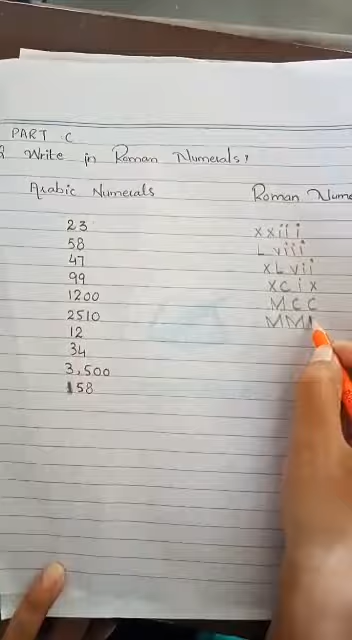 PART C
Write in Roman Numerals:
Arabic Numerals Roman Nume
23 xxiii
58 Lviii
47 xLvii
99 xcix
1200 MCC
2510 MM
12
34
3,500
158